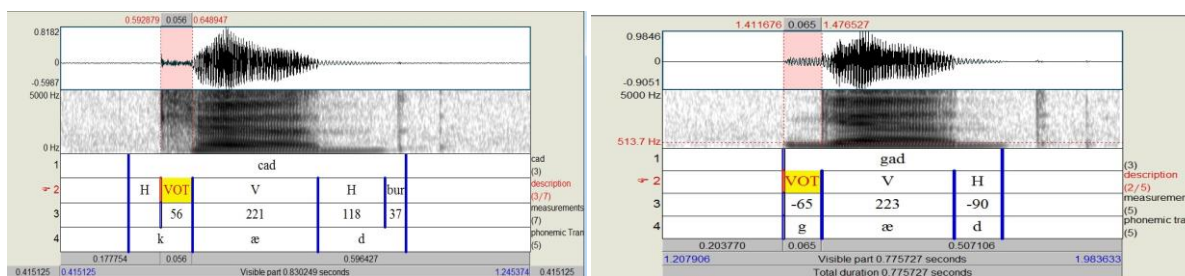 0.592879 0.056 0.648947
0.8182
0
-0.5987
5000 Hz
0 Hz
1 cad cad (3)
2 H VOT V H bur description (3/7)
3 56 221 118 37 measurements (7)
4 k æ d phonemic Tran (5)
0.177754 0.056 0.596427
0.415125 0.415125 Visible part 0.830249 seconds 1.245374 0.415125
1.411676 0.065 1.476527
0.9846
0
-0.9051
5000 Hz
513.7 Hz
1 gad (3)
2 VOT V H description (2/5)
3 -65 223 -90 measuremen (5)
4 g æ d phonemic Tran (5)
0.203770 0.065 0.507106
1.207906 Visible part 0.775727 seconds 1.983633
Total duration 0.775727 seconds